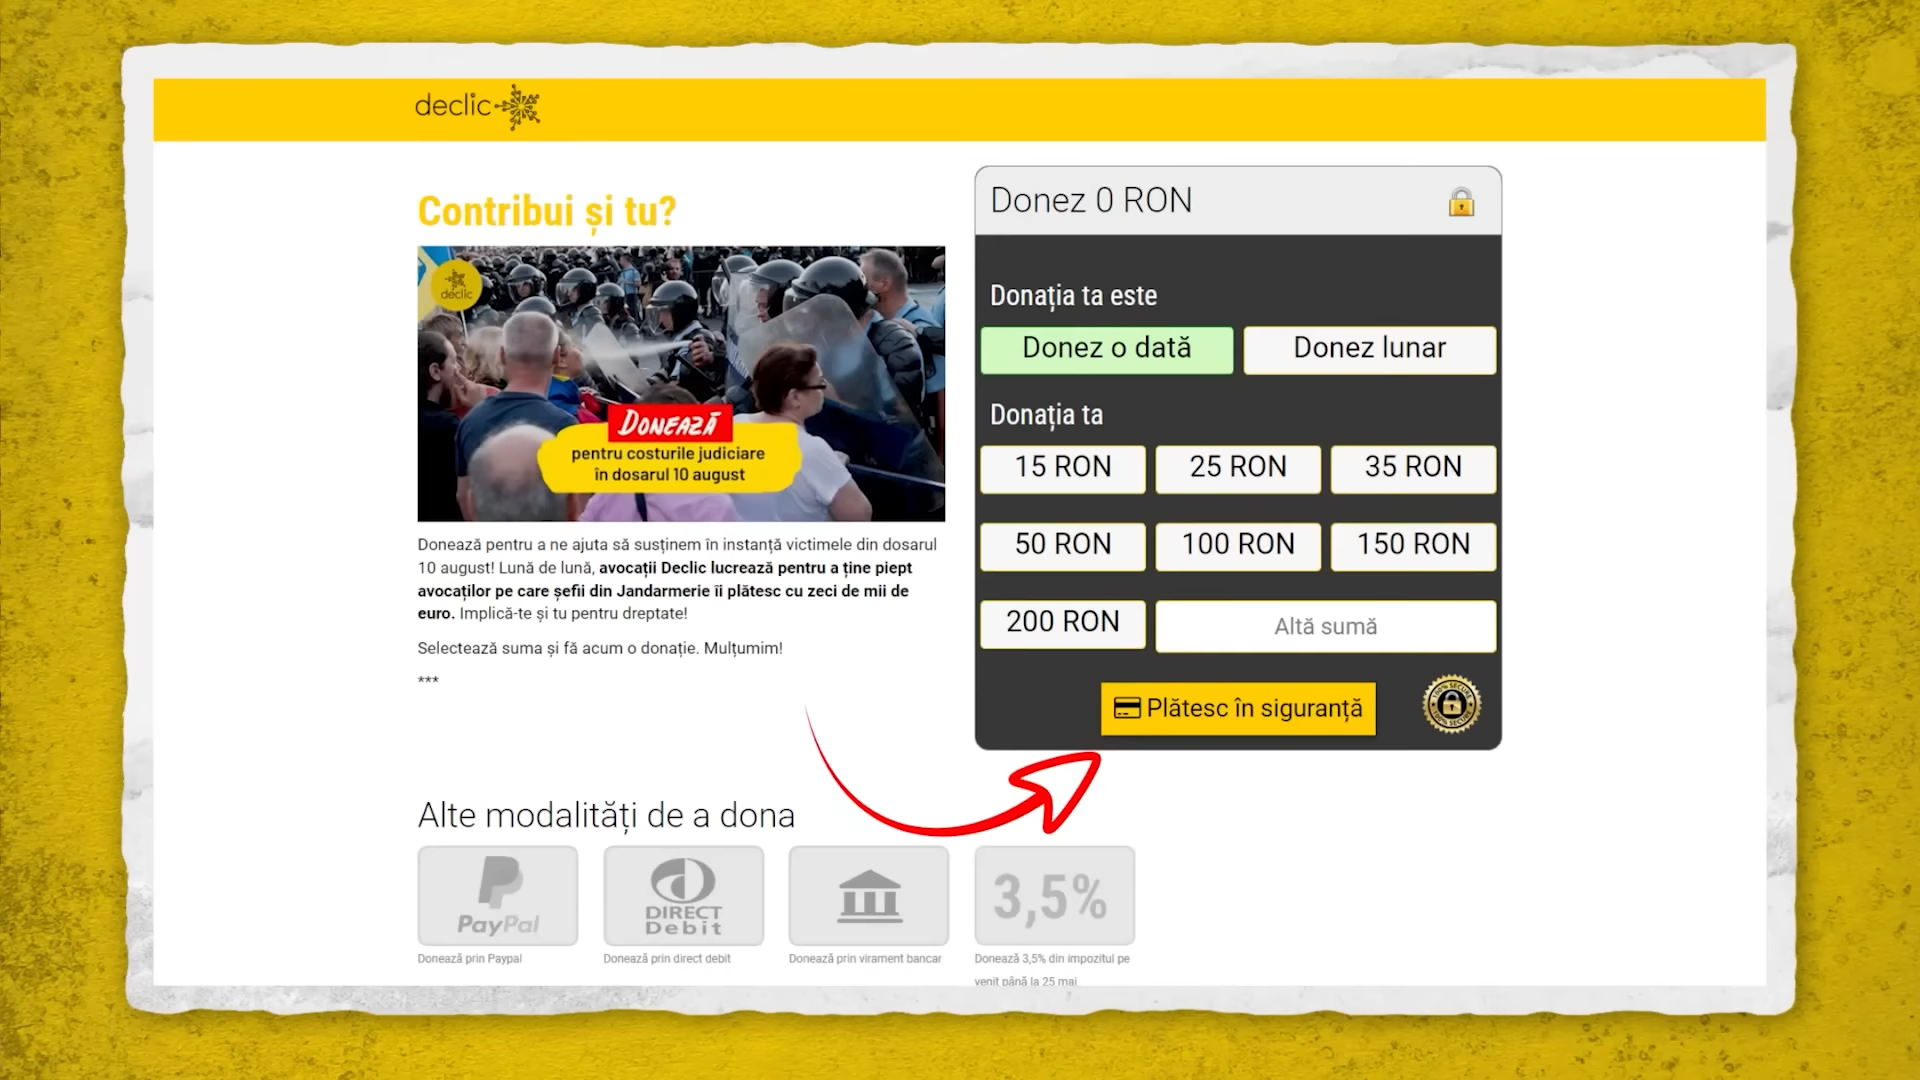 declic
Contribui și tu?
declic
DONEAZĂ
pentru costurile judiciare
în dosarul 10 august
Donează pentru a ne ajuta să susținem în instanță victimele din dosarul
10 august! Lună de lună, avocații Declic lucrează pentru a ține piept
avocaților pe care șefii din Jandarmerie îi plătesc cu zeci de mii de
euro. Implică-te și tu pentru dreptate!
Selectează suma și fă acum o donație. Mulțumim!
***
Donez 0 RON
Donația ta este
Donez o dată
Donez lunar
Donația ta
15 RON
25 RON
35 RON
50 RON
100 RON
150 RON
200 RON
Altă sumă
Plătesc în siguranță
100% SECURE
100% SECURE
Alte modalități de a dona
PayPal
DIRECT
Debit
3,5%
Donează prin Paypal
Donează prin direct debit
Donează prin virament bancar
Donează 3,5% din impozitul pe
venit până la 25 mai